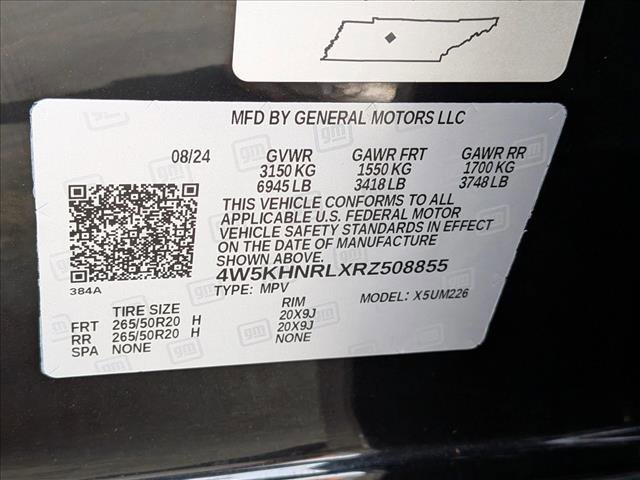 MFD BY GENERAL MOTORS LLC
08/24 GVWR GAWR FRT GAWR RR
3150 KG 1550 KG 1700 KG
6945 LB 3418 LB 3748 LB
THIS VEHICLE CONFORMS TO ALL
APPLICABLE U.S. FEDERAL MOTOR
VEHICLE SAFETY STANDARDS IN EFFECT
ON THE DATE OF MANUFACTURE
SHOWN ABOVE.
4W5KHNRLXRZ508855
384A
TYPE: MPV MODEL: X5UM226
TIRE SIZE RIM
FRT 265/50R20 H 20X9J
RR 265/50R20 H 20X9J
SPA NONE NONE
gm